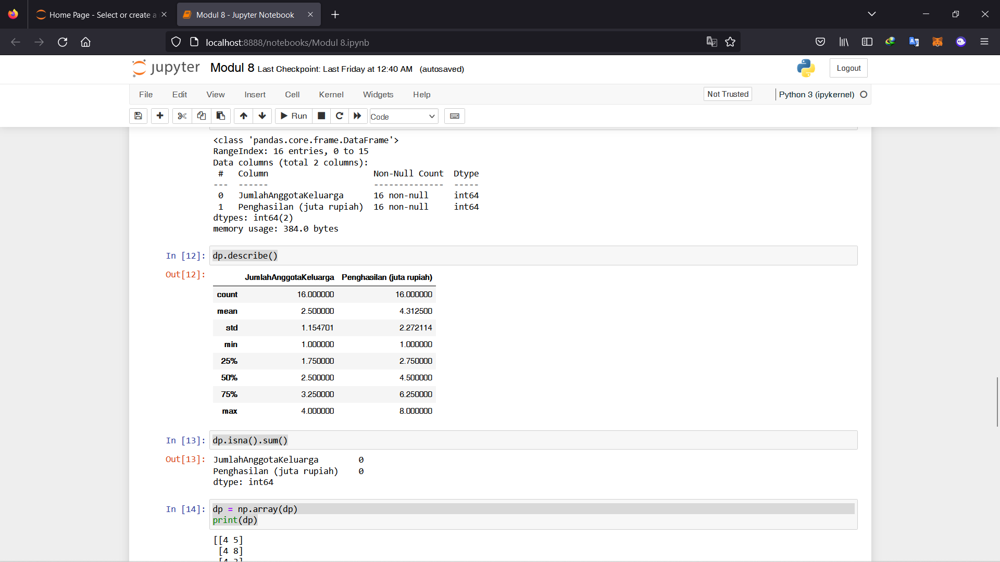 Home Page - Select or create a
Modul 8 - Jupyter Notebook
localhost:8888/notebooks/Modul 8.ipynb
jupyter Modul 8 Last Checkpoint: Last Friday at 12:40 AM (autosaved)
Logout
File Edit View Insert Cell Kernel Widgets Help
Not Trusted
Python 3 (ipykernel)
Run
Code
<class 'pandas.core.frame.DataFrame'>
RangeIndex: 16 entries, 0 to 15
Data columns (total 2 columns):
 #   Column                     Non-Null Count  Dtype
---  ------                     --------------  -----
 0   JumlahAnggotaKeluarga      16 non-null     int64
 1   Penghasilan (juta rupiah)  16 non-null     int64
dtypes: int64(2)
memory usage: 384.0 bytes
In [12]: dp.describe()
Out[12]:
JumlahAnggotaKeluarga Penghasilan (juta rupiah)
count 16.000000 16.000000
mean 2.500000 4.312500
std 1.154701 2.272114
min 1.000000 1.000000
25% 1.750000 2.750000
50% 2.500000 4.500000
75% 3.250000 6.250000
max 4.000000 8.000000
In [13]: dp.isna().sum()
Out[13]: JumlahAnggotaKeluarga        0
Penghasilan (juta rupiah)    0
dtype: int64
In [14]: dp = np.array(dp)
print(dp)
[[4 5]
 [4 8]